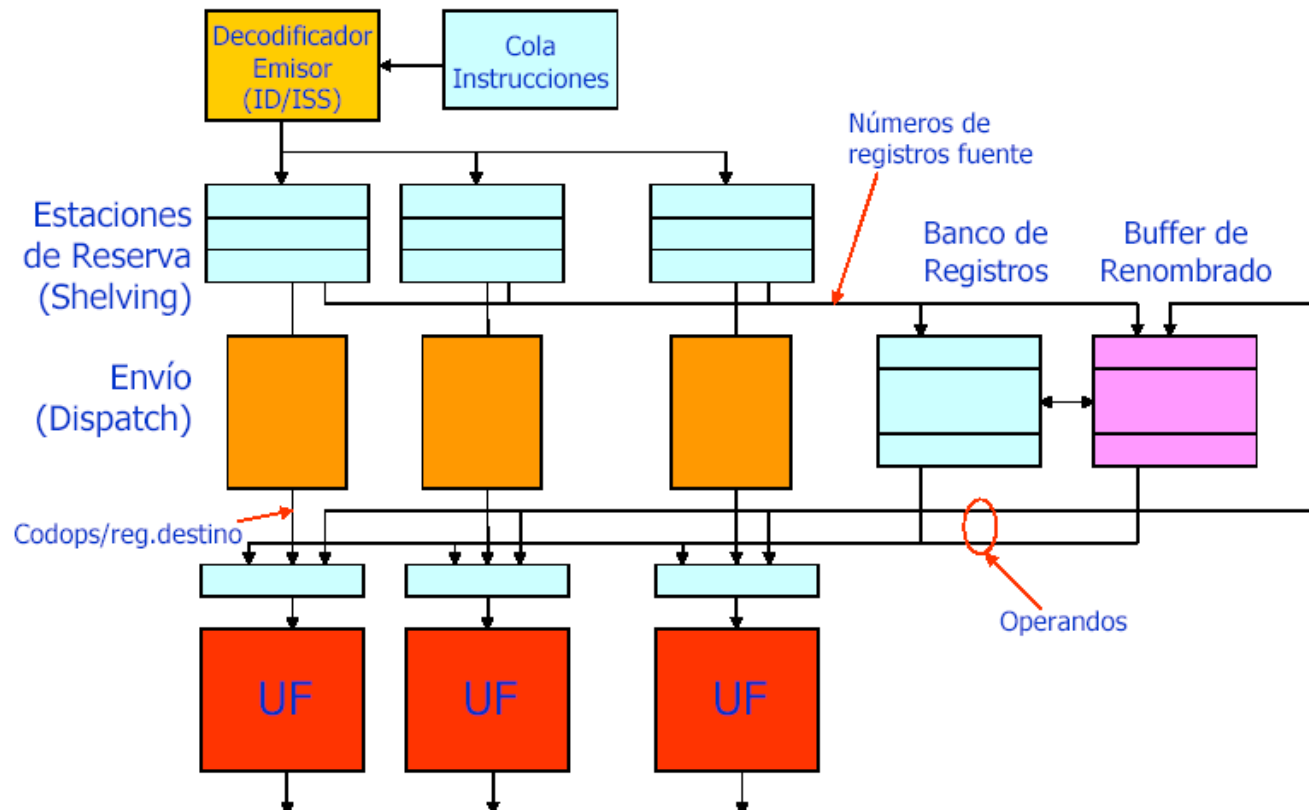 Decodificador
Emisor
(ID/ISS)
Cola
Instrucciones
Números de
registros fuente
Estaciones
de Reserva
(Shelving)
Banco de
Registros
Buffer de
Renombrado
Envío
(Dispatch)
Codops/reg.destino
Operandos
UF
UF
UF